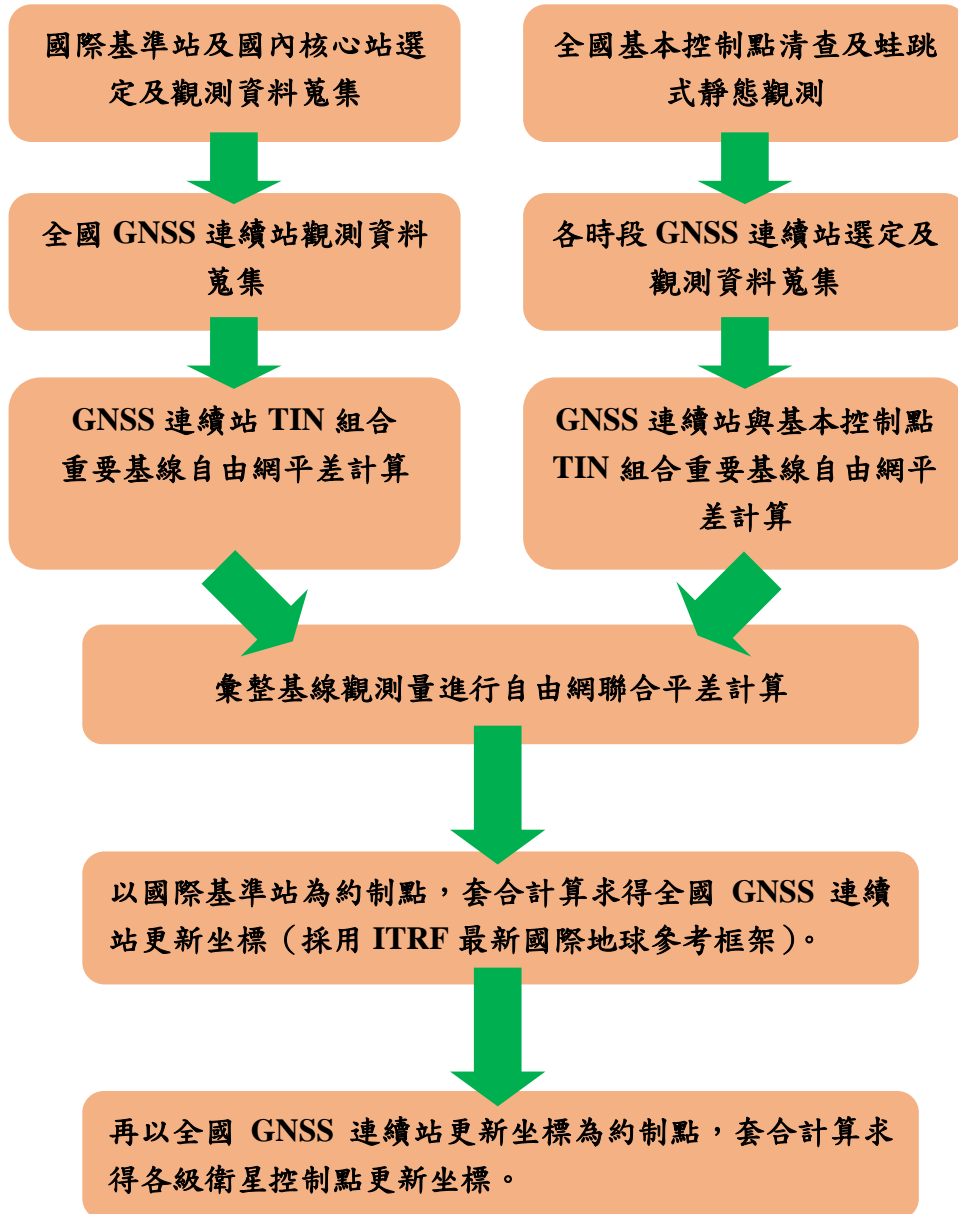 國際基準站及國內核心站選
定及觀測資料蒐集
全國基本控制點清查及蛙跳
式靜態觀測
全國 GNSS 連續站觀測資料
蒐集
各時段 GNSS 連續站選定及
觀測資料蒐集
GNSS 連續站 TIN 組合
重要基線自由網平差計算
GNSS 連續站與基本控制點
TIN 組合重要基線自由網平
差計算
彙整基線觀測量進行自由網聯合平差計算
以國際基準站為約制點，套合計算求得全國 GNSS 連續
站更新坐標（採用 ITRF 最新國際地球參考框架）。
再以全國 GNSS 連續站更新坐標為約制點，套合計算求
得各級衛星控制點更新坐標。